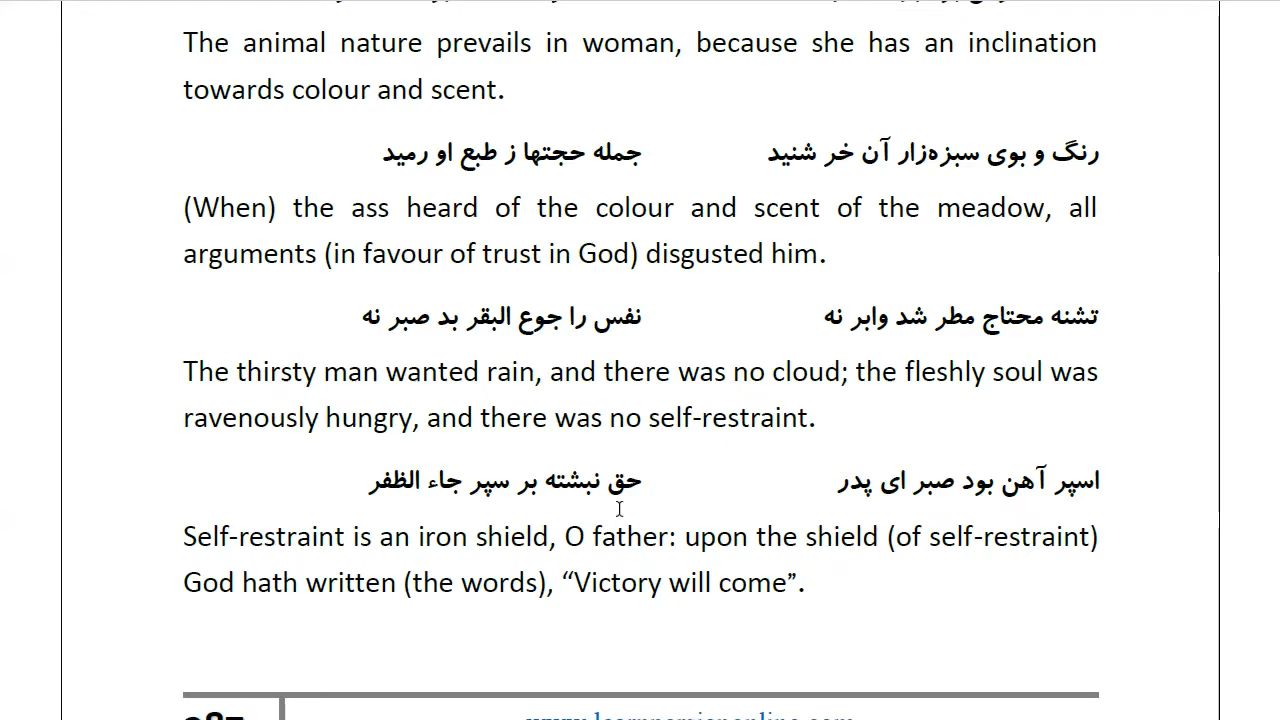 The animal nature prevails in woman, because she has an inclination
towards colour and scent.
رنگ و بوی سبزه‌زار آن خر شنید جمله حجتها ز طبع او رمید
(When) the ass heard of the colour and scent of the meadow, all
arguments (in favour of trust in God) disgusted him.
تشنه محتاج مطر شد وابر نه نفس را جوع البقر بد صبر نه
The thirsty man wanted rain, and there was no cloud; the fleshly soul was
ravenously hungry, and there was no self-restraint.
اسپر آهن بود صبر ای پدر حق نبشته بر سپر جاء الظفر
Self-restraint is an iron shield, O father: upon the shield (of self-restraint)
God hath written (the words), “Victory will come”.